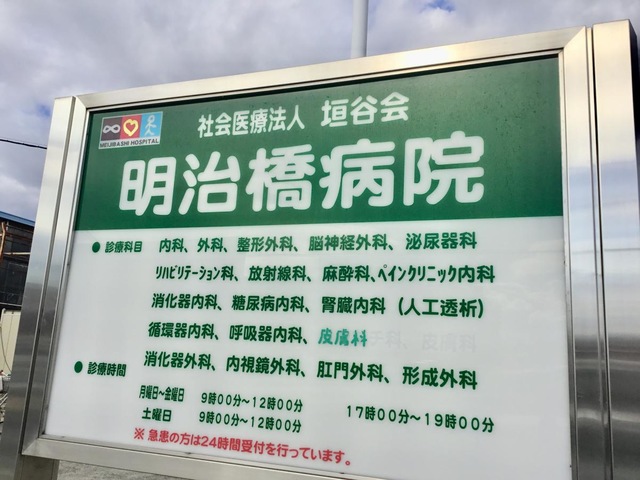 MEIJIBASHI HOSPITAL
社会医療法人 垣谷会
明治橋病院
●診療科目 内科、外科、整形外科、脳神経外科、泌尿器科
リハビリテーション科、放射線科、麻酔科、ペインクリニック内科
消化器内科、糖尿病内科、腎臓内科（人工透析）
循環器内科、呼吸器内科、皮膚科
消化器外科、内視鏡外科、肛門外科、形成外科
●診療時間
月曜日～金曜日 9時00分～12時00分 17時00分～19時00分
土曜日 9時00分～12時00分
※ 急患の方は24時間受付を行っています。